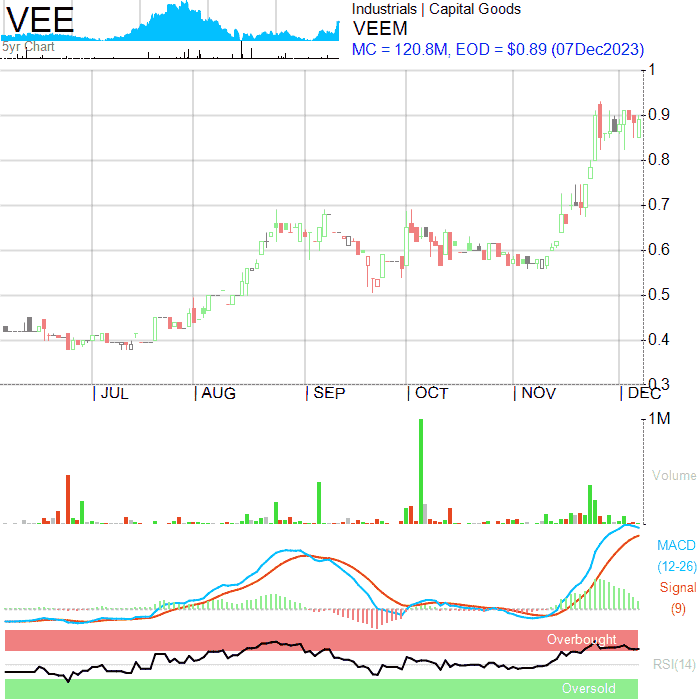 VEE
5yr Chart
Industrials | Capital Goods
VEEM
MC = 120.8M, EOD = $0.89 (07Dec2023)
1
0.9
0.8
0.7
0.6
0.5
0.4
0.3
JUL
AUG
SEP
OCT
NOV
DEC
1M
Volume
MACD
(12-26)
Signal
(9)
Overbought
RSI(14)
Oversold